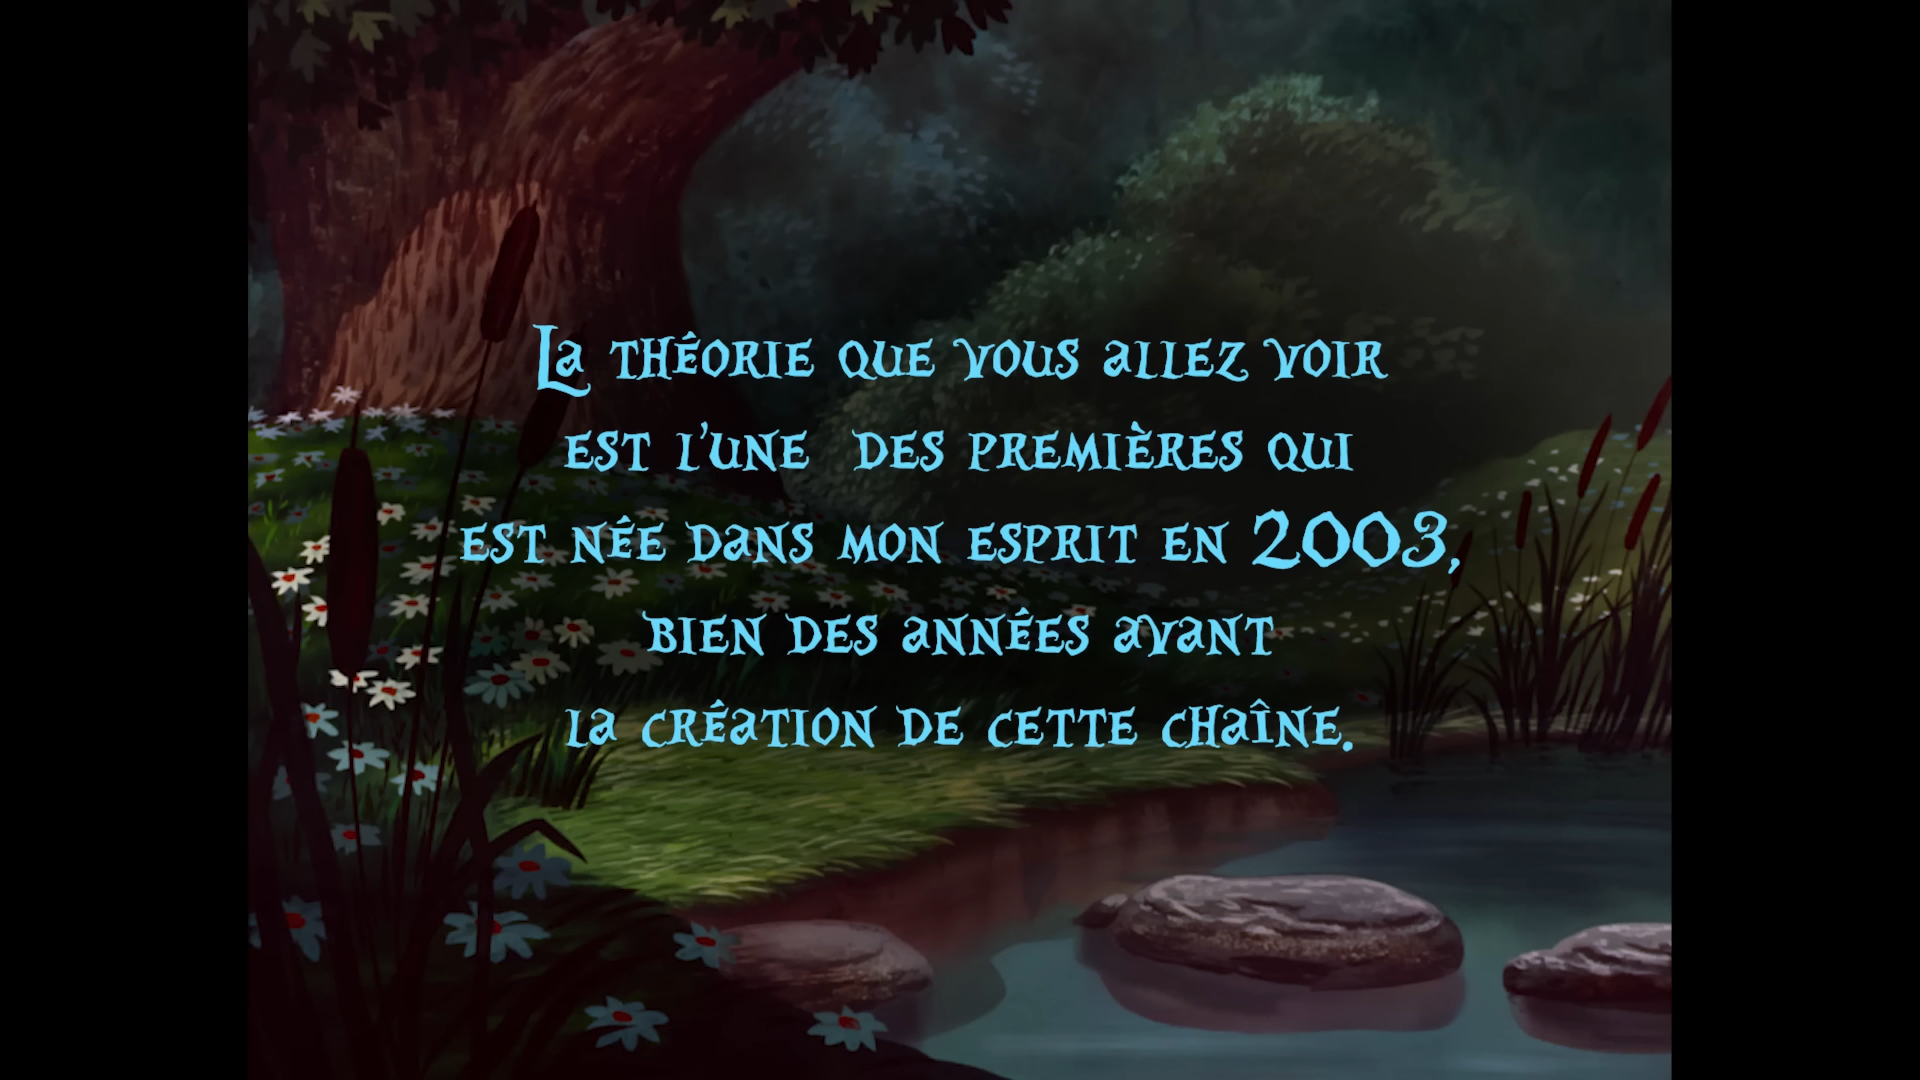 La théorie que vous allez voir
est l'une des premières qui
est née dans mon esprit en 2003,
bien des années avant
la création de cette chaîne.